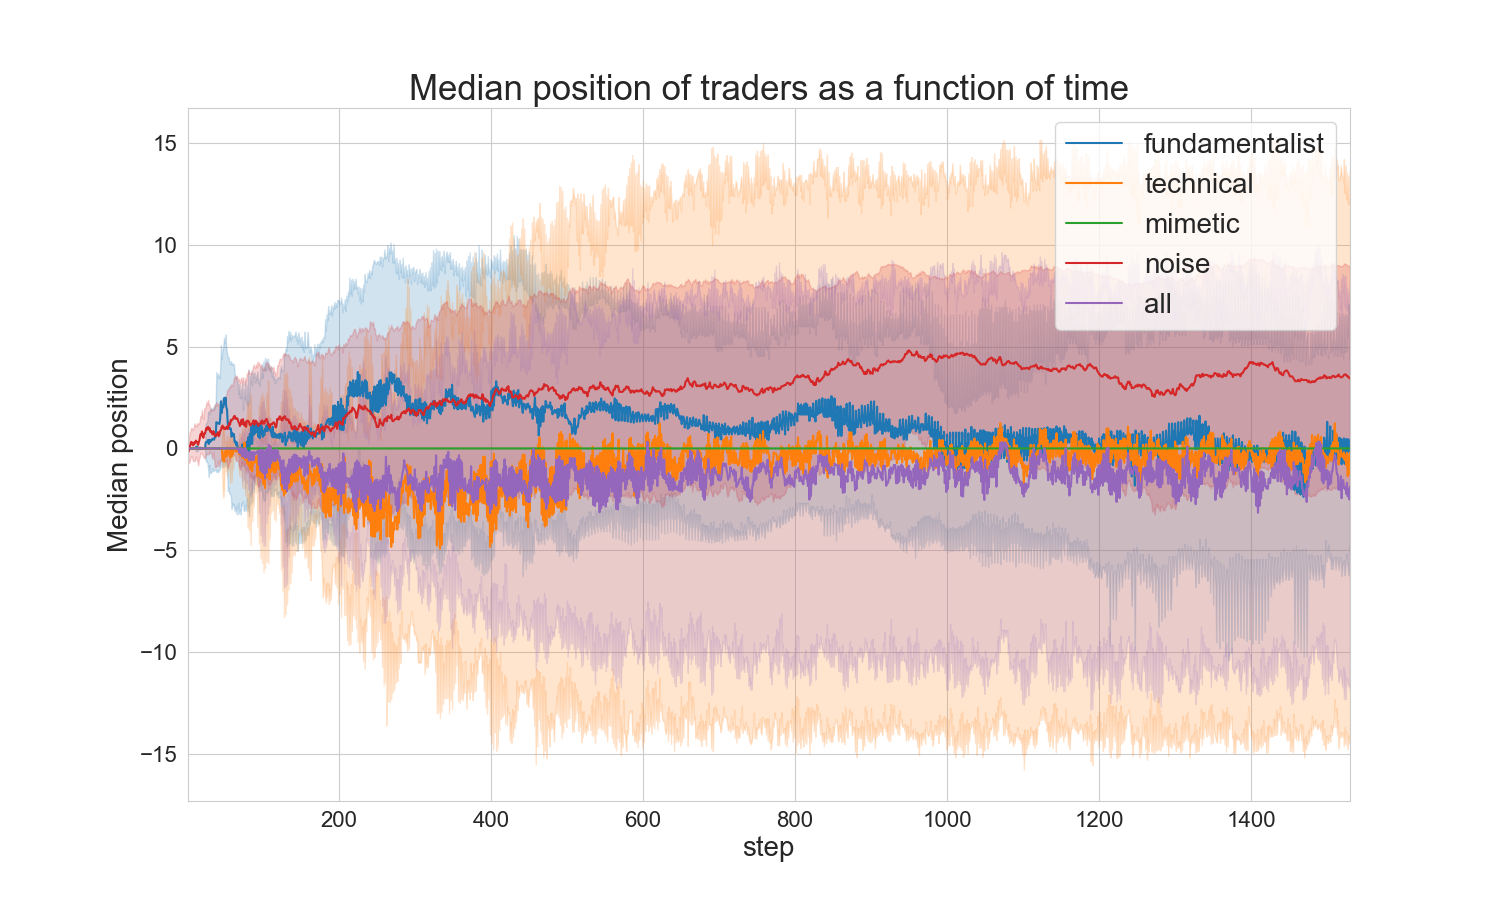 Median position of traders as a function of time
fundamentalist
technical
mimetic
noise
all
Median position
15
10
5
0
−5
−10
−15
200 400 600 800 1000 1200 1400
step